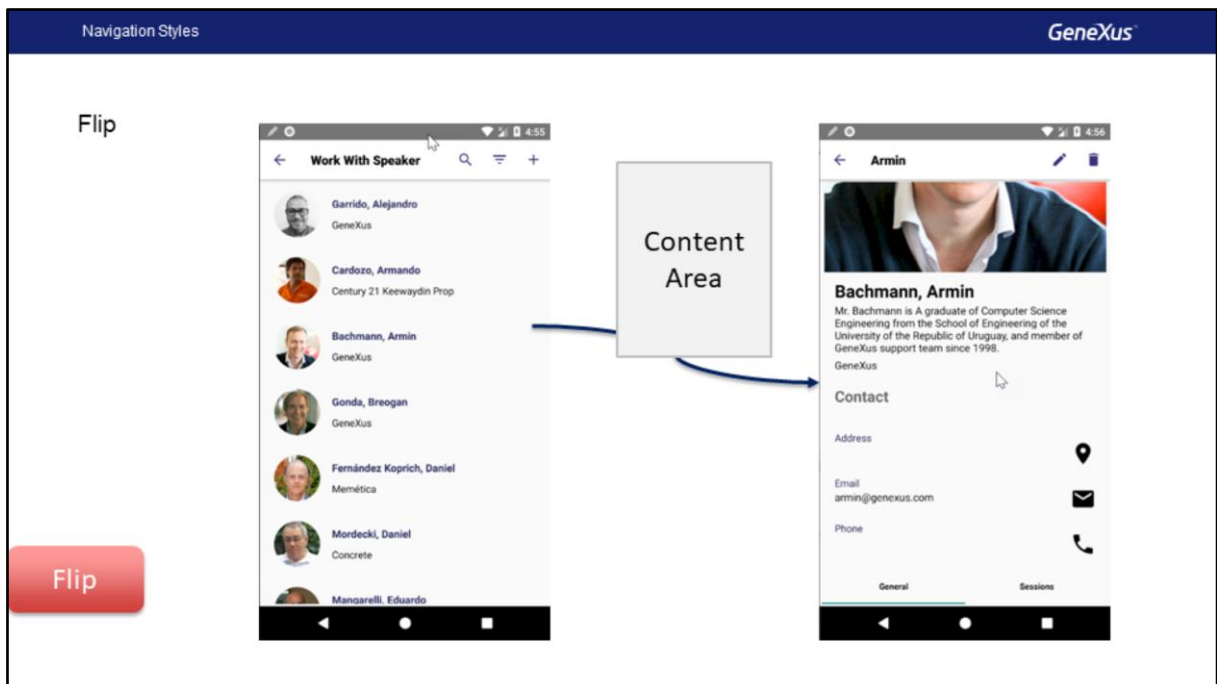 Navigation Styles
GeneXus
Flip
4:55
Work With Speaker
Garrido, Alejandro
GeneXus
Cardozo, Armando
Century 21 Keewaydin Prop
Bachmann, Armin
GeneXus
Gonda, Breogan
GeneXus
Fernández Koprich, Daniel
Memética
Mordecki, Daniel
Concrete
Mangarelli, Eduardo
Content
Area
4:56
Armin
Bachmann, Armin
Mr. Bachmann is A graduate of Computer Science
Engineering from the School of Engineering of the
University of the Republic of Uruguay, and member of
GeneXus support team since 1998.
GeneXus
Contact
Address
Email
armin@genexus.com
Phone
General
Sessions
Flip